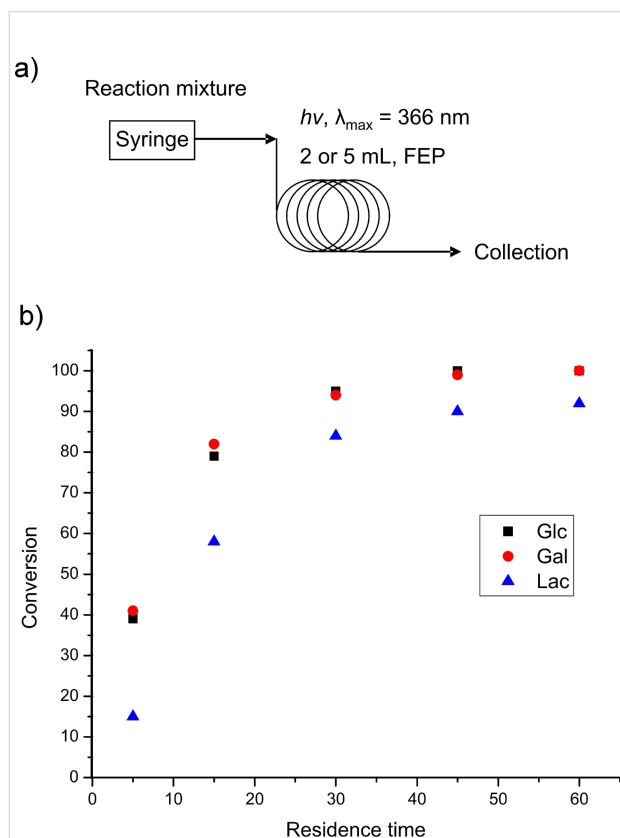 a)
Reaction mixture
Syringe
hv, λmax = 366 nm
2 or 5 mL, FEP
Collection
b)
100
90
80
70
60
50
40
30
20
10
0
Conversion
Glc
Gal
Lac
0 10 20 30 40 50 60
Residence time